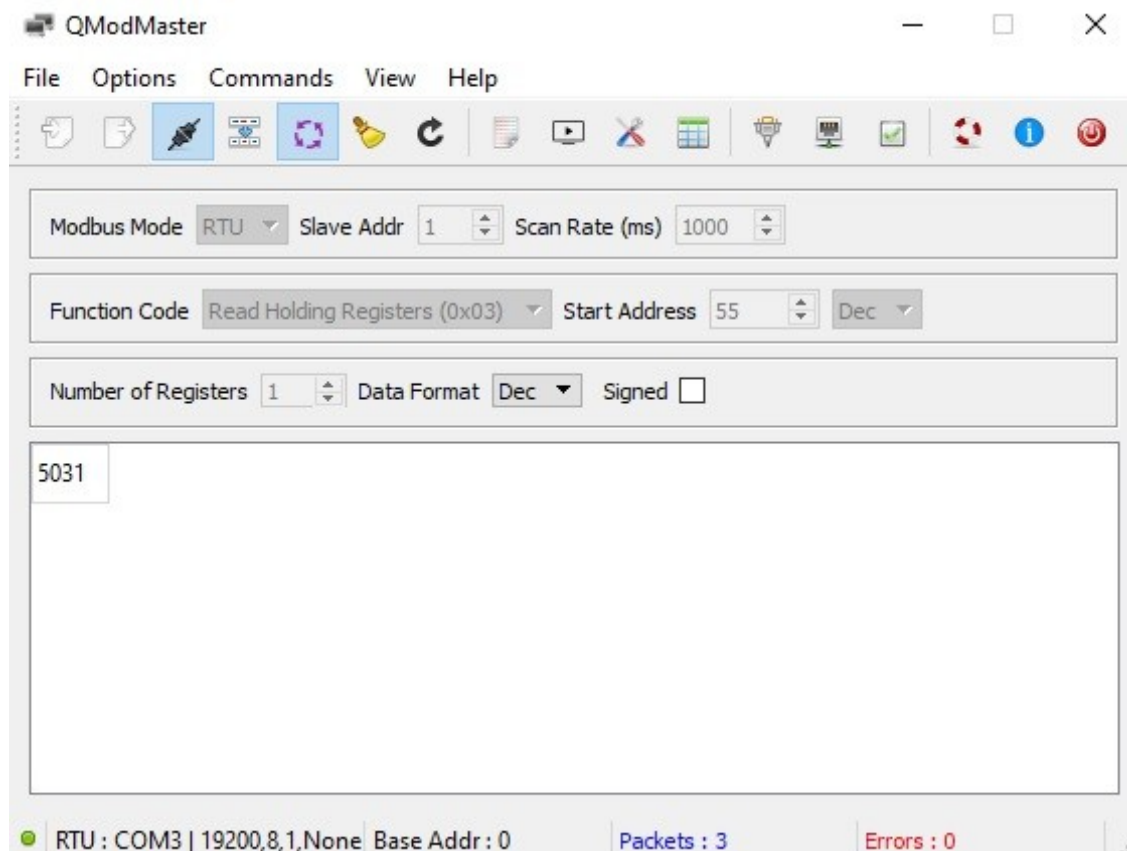 QModMaster
File Options Commands View Help
Modbus Mode RTU Slave Addr 1 Scan Rate (ms) 1000
Function Code Read Holding Registers (0x03) Start Address 55 Dec
Number of Registers 1 Data Format Dec Signed
5031
RTU : COM3 | 19200,8,1,None Base Addr : 0 Packets : 3 Errors : 0